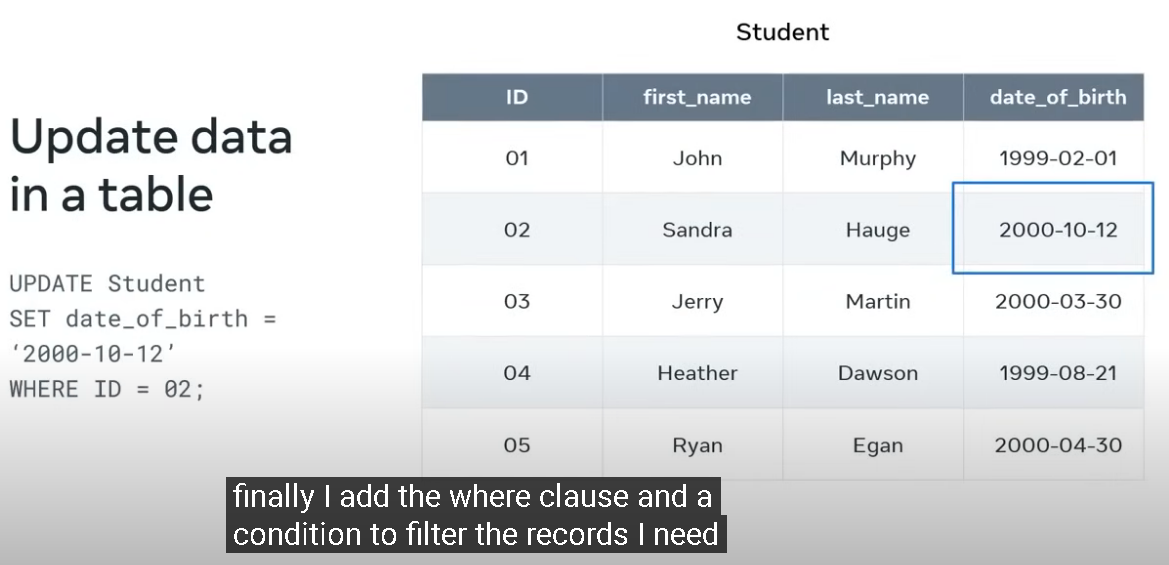 Update data
in a table
UPDATE Student
SET date_of_birth =
‘2000-10-12’
WHERE ID = 02;
Student
ID first_name last_name date_of_birth
01 John Murphy 1999-02-01
02 Sandra Hauge 2000-10-12
03 Jerry Martin 2000-03-30
04 Heather Dawson 1999-08-21
05 Ryan Egan 2000-04-30
finally I add the where clause and a
condition to filter the records I need